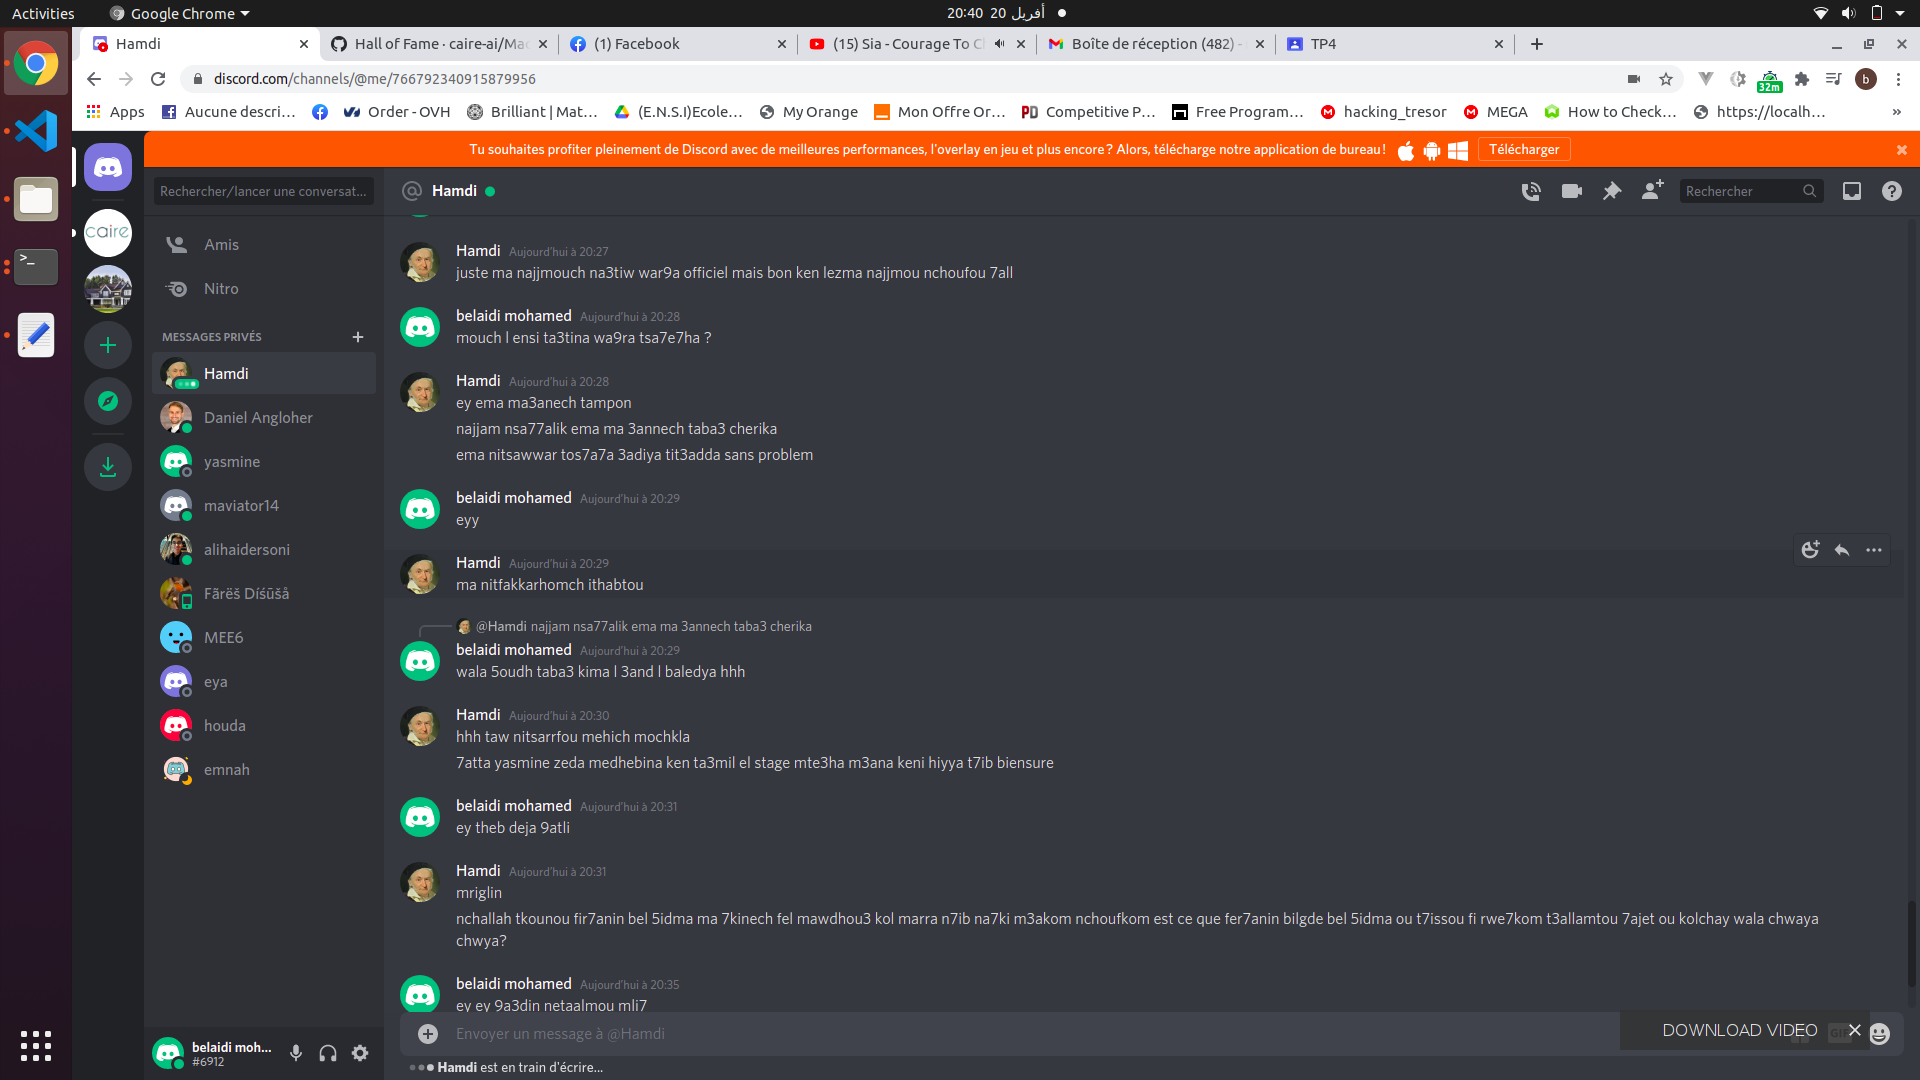 Activities
Google Chrome
20:40 20 أفريل
Hamdi
Hall of Fame · caire-ai/Mac
(1) Facebook
(15) Sia - Courage To Ch
Boîte de réception (482) -
TP4
discord.com/channels/@me/766792340915879956
32m
b
Apps
Aucune descri...
Order - OVH
Brilliant | Mat...
(E.N.S.I)Ecole...
My Orange
Mon Offre Or...
PD Competitive P...
Free Program...
hacking_tresor
MEGA
How to Check...
https://localh...
»
Tu souhaites profiter pleinement de Discord avec de meilleures performances, l'overlay en jeu et plus encore ? Alors, télécharge notre application de bureau !
Télécharger
Rechercher/lancer une conversat...
Hamdi
Rechercher
caire
Amis
Nitro
MESSAGES PRIVÉS
Hamdi
Daniel Angloher
yasmine
maviator14
alihaidersoni
Fãrëš Díśūšå
MEE6
eya
houda
emnah
belaidi moh...
#6912
Hamdi Aujourd'hui à 20:27
juste ma najjmouch na3tiw war9a officiel mais bon ken lezma najjmou nchoufou 7all
belaidi mohamed Aujourd'hui à 20:28
mouch l ensi ta3tina wa9ra tsa7e7ha ?
Hamdi Aujourd'hui à 20:28
ey ema ma3anech tampon
najjam nsa77alik ema ma 3annech taba3 cherika
ema nitsawwar tos7a7a 3adiya tit3adda sans problem
belaidi mohamed Aujourd'hui à 20:29
eyy
Hamdi Aujourd'hui à 20:29
ma nitfakkarhomch ithabtou
@Hamdi najjam nsa77alik ema ma 3annech taba3 cherika
belaidi mohamed Aujourd'hui à 20:29
wala 5oudh taba3 kima l 3and l baledya hhh
Hamdi Aujourd'hui à 20:30
hhh taw nitsarrfou mehich mochkla
7atta yasmine zeda medhebina ken ta3mil el stage mte3ha m3ana keni hiyya t7ib biensure
belaidi mohamed Aujourd'hui à 20:31
ey theb deja 9atli
Hamdi Aujourd'hui à 20:31
mriglin
nchallah tkounou fir7anin bel 5idma ma 7kinech fel mawdhou3 kol marra n7ib na7ki m3akom nchoufkom est ce que fer7anin bilgde bel 5idma ou t7issou fi rwe7kom t3allamtou 7ajet ou kolchay wala chwaya
chwya?
belaidi mohamed Aujourd'hui à 20:35
ey ey 9a3din netaalmou mli7
Envoyer un message à @Hamdi
DOWNLOAD VIDEO
Hamdi est en train d'écrire...